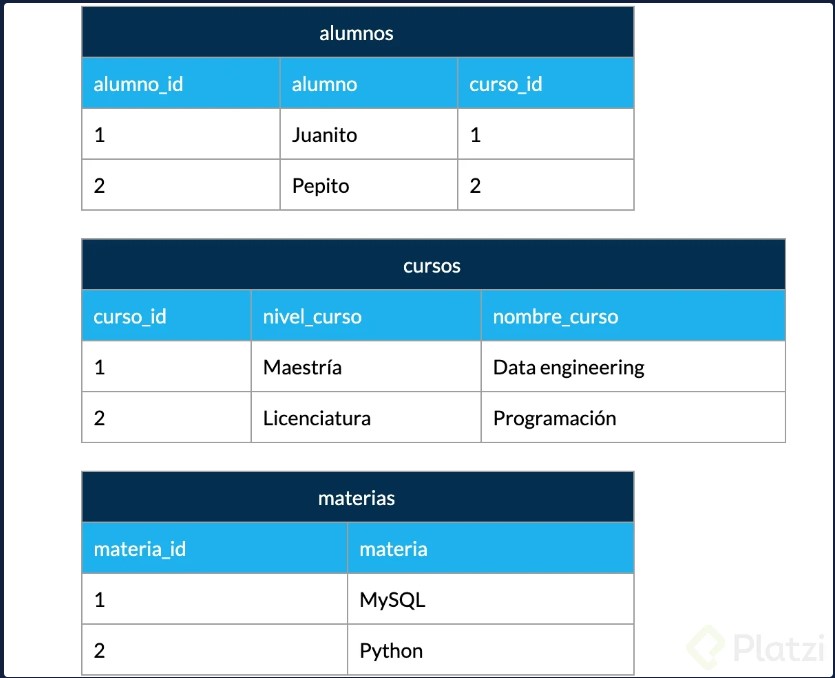 alumnos
alumno_id alumno curso_id
1 Juanito 1
2 Pepito 2
cursos
curso_id nivel_curso nombre_curso
1 Maestría Data engineering
2 Licenciatura Programación
materias
materia_id materia
1 MySQL
2 Python
Platzi